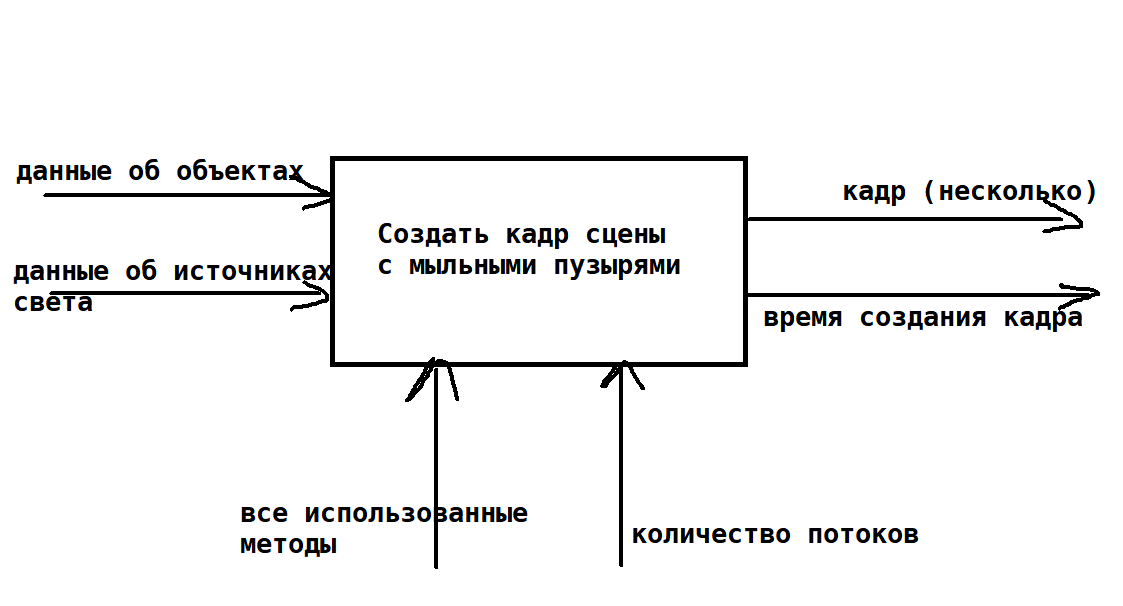 данные об объектах
кадр (несколько)
Создать кадр сцены
с мыльными пузырями
данные об источниках
света
время создания кадра
все использованные
методы
количество потоков